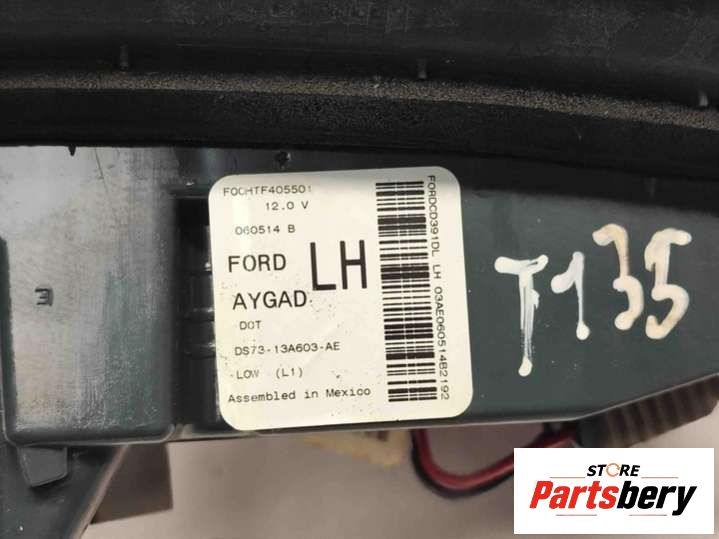 F00HTF405501
12.0 V
060514 B
FORD LH
AYGAD
DOT
DS73-13A603-AE
LOW (L1)
Assembled in Mexico
FORDCD391DL LH 03AE060514B2192
T135
STORE
Partsbery